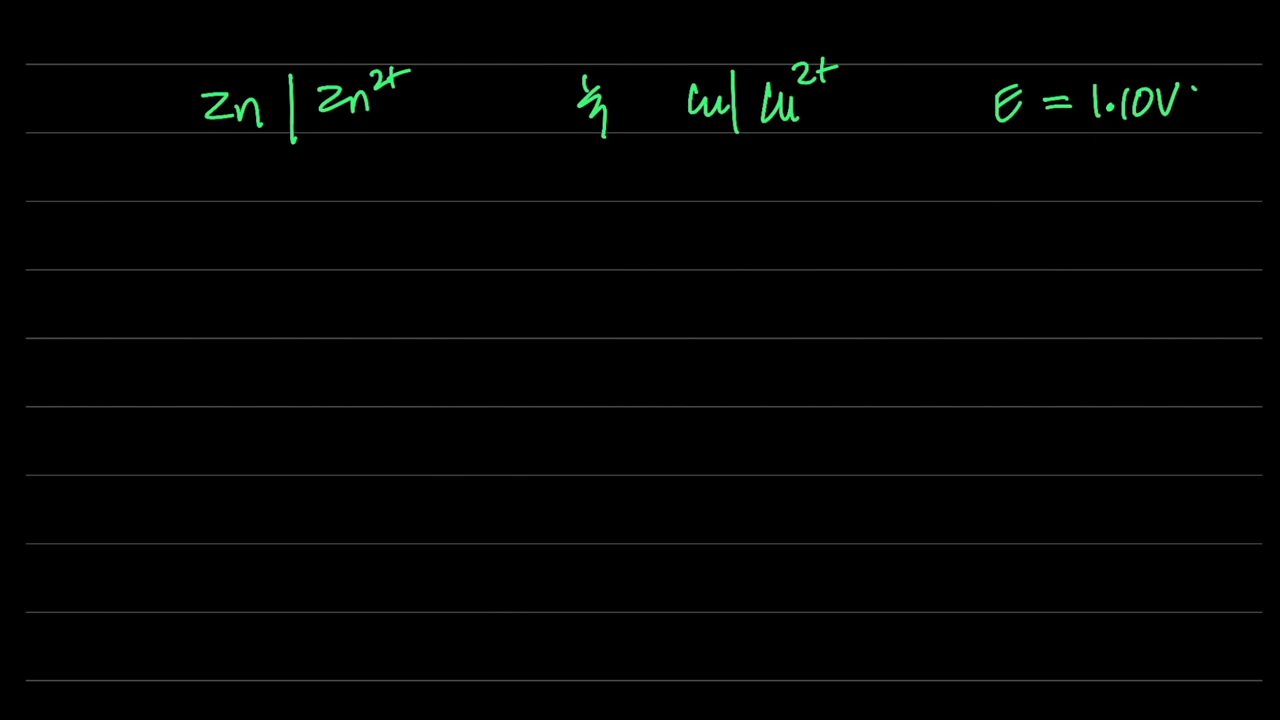 Zn | Zn²⁺ & Cu | Cu²⁺ E = 1.10V